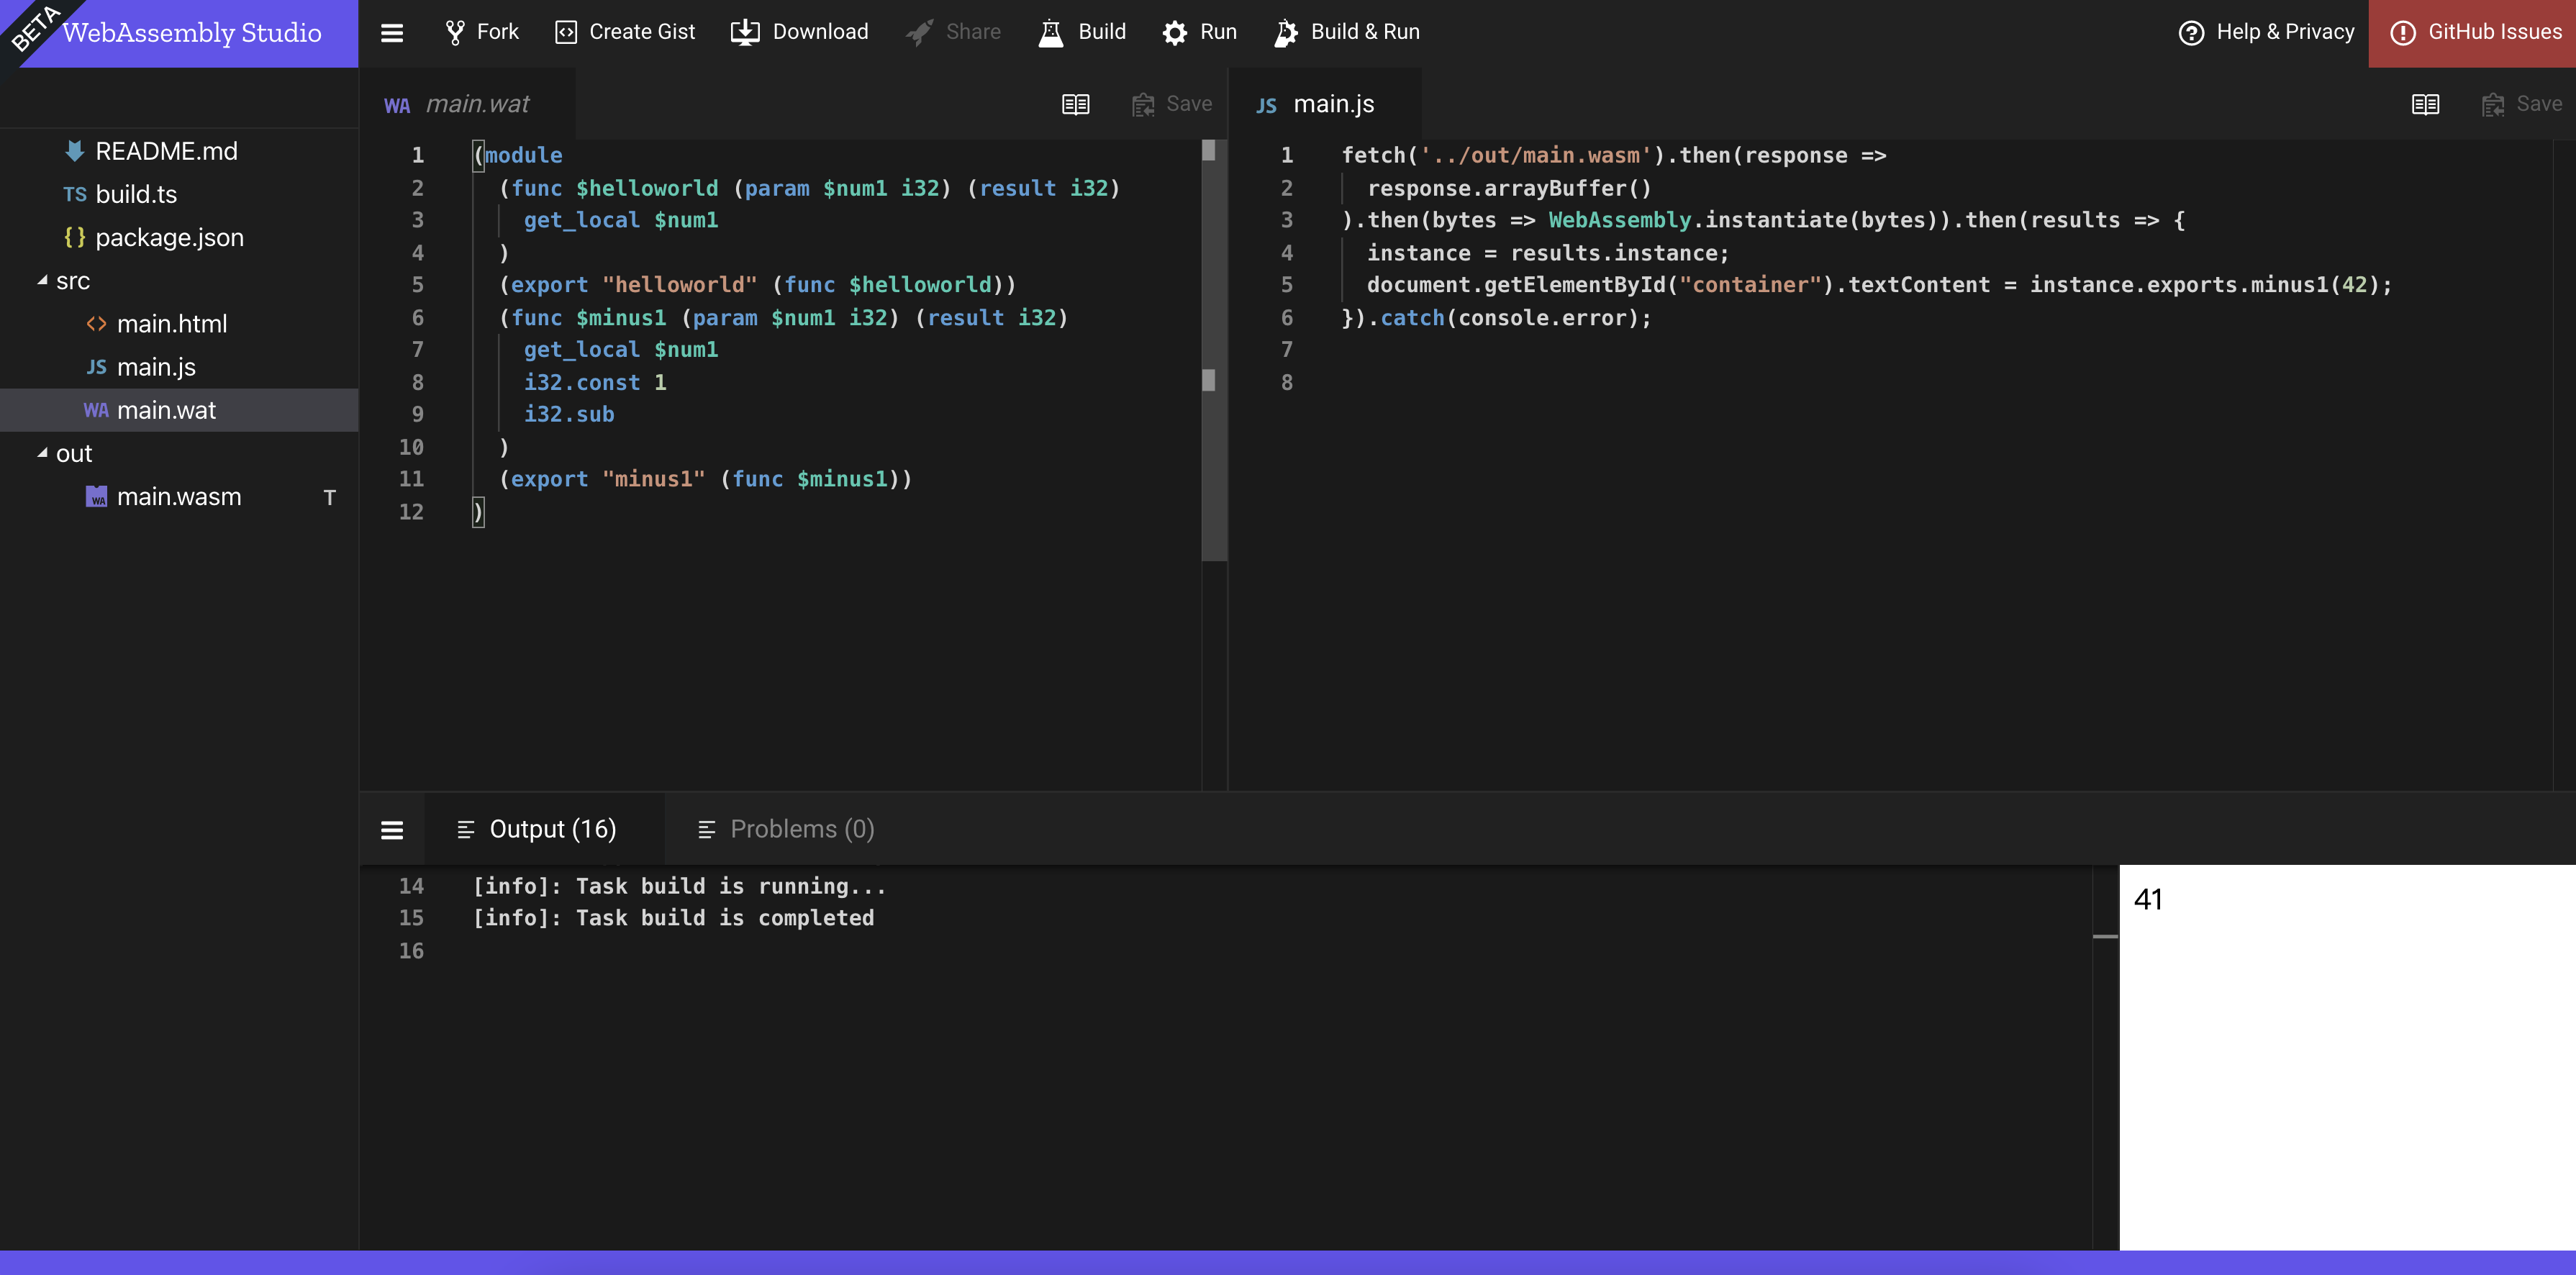 BETA
WebAssembly Studio
Fork Create Gist Download Share Build Run Build & Run Help & Privacy GitHub Issues
README.md
TS build.ts
{} package.json
src
<> main.html
JS main.js
WA main.wat
out
WA main.wasm T
WA main.wat Save
1 (module
2 (func $helloworld (param $num1 i32) (result i32)
3 get_local $num1
4 )
5 (export "helloworld" (func $helloworld))
6 (func $minus1 (param $num1 i32) (result i32)
7 get_local $num1
8 i32.const 1
9 i32.sub
10 )
11 (export "minus1" (func $minus1))
12 )
JS main.js Save
1 fetch('../out/main.wasm').then(response =>
2 response.arrayBuffer()
3 ).then(bytes => WebAssembly.instantiate(bytes)).then(results => {
4 instance = results.instance;
5 document.getElementById("container").textContent = instance.exports.minus1(42);
6 }).catch(console.error);
7
8
Output (16) Problems (0)
14 [info]: Task build is running...
15 [info]: Task build is completed
16
41